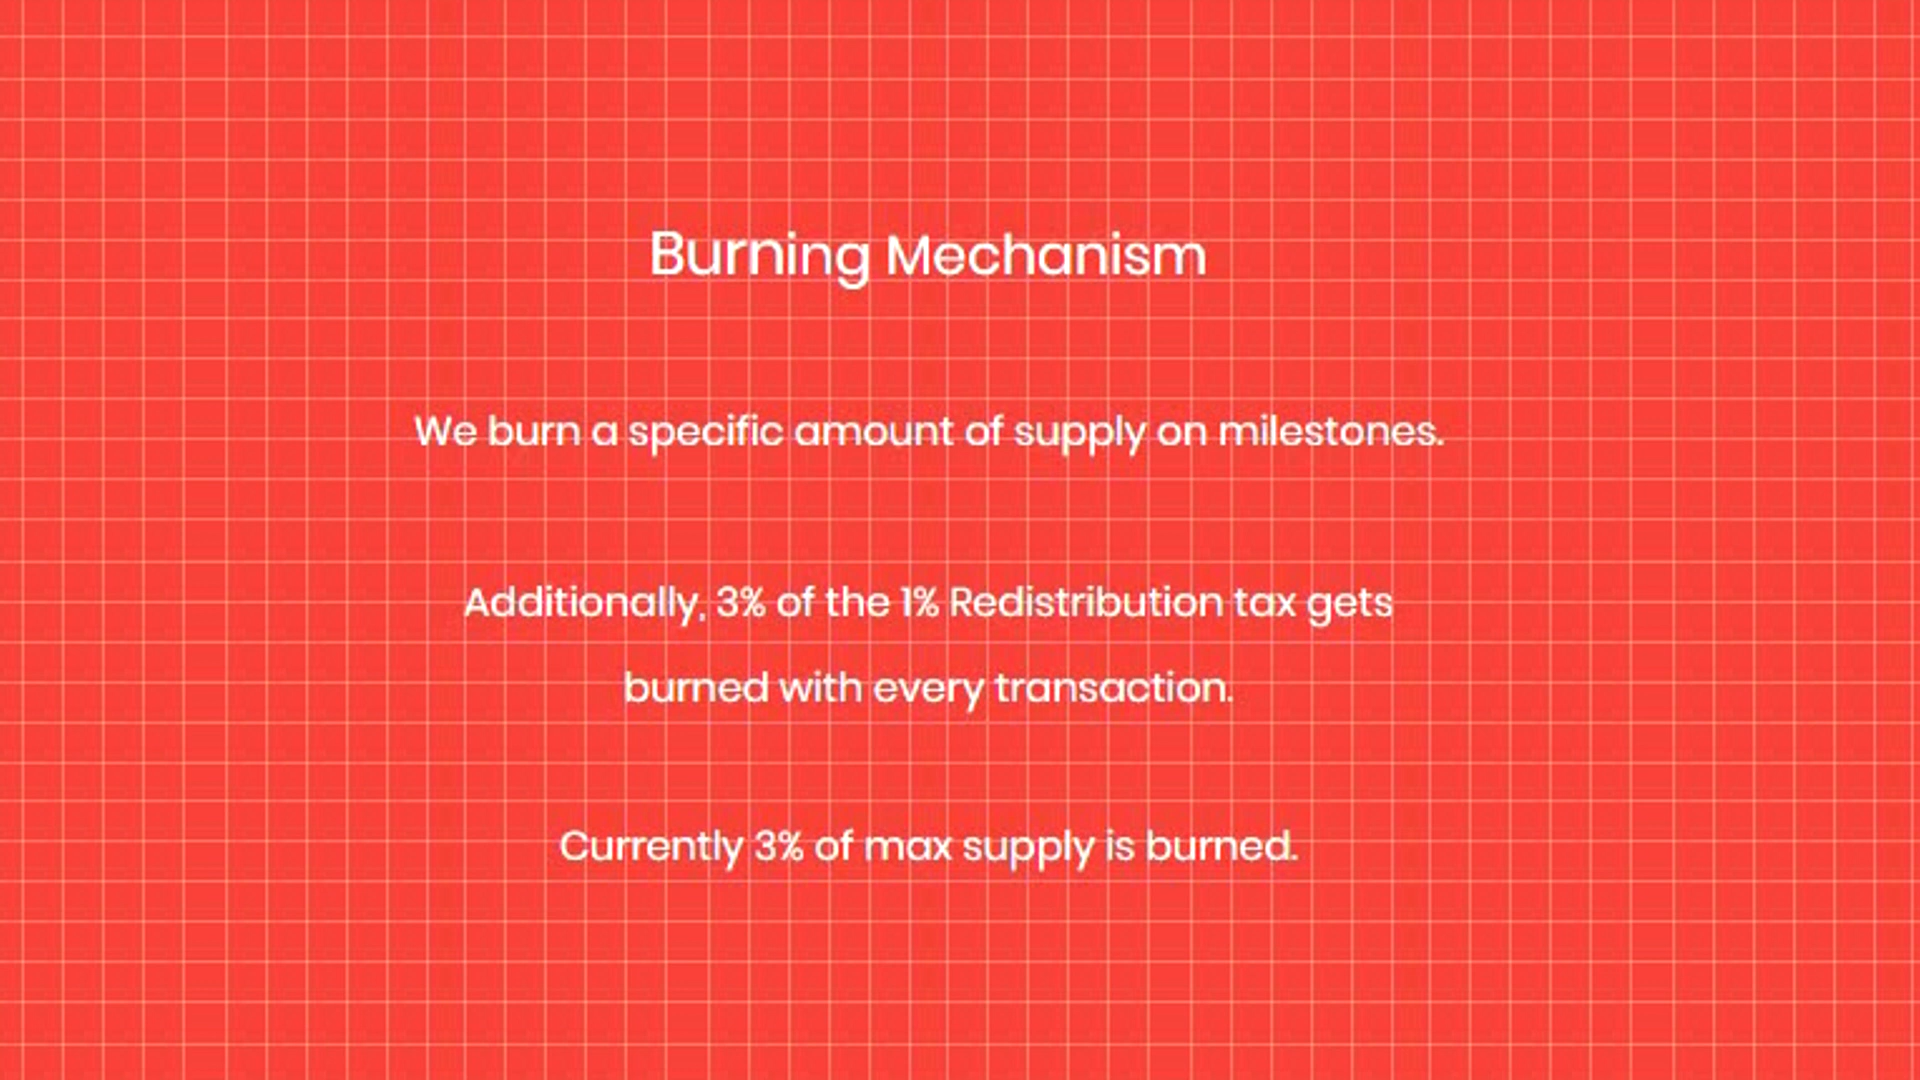 Burning Mechanism
We burn a specific amount of supply on milestones.
Additionally, 3% of the 1% Redistribution tax gets
burned with every transaction.
Currently 3% of max supply is burned.